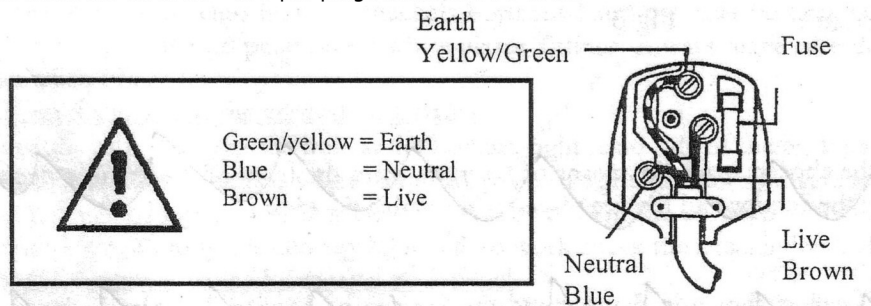 Earth
Yellow/Green
Fuse
Green/yellow = Earth
Blue = Neutral
Brown = Live
Neutral
Blue
Live
Brown